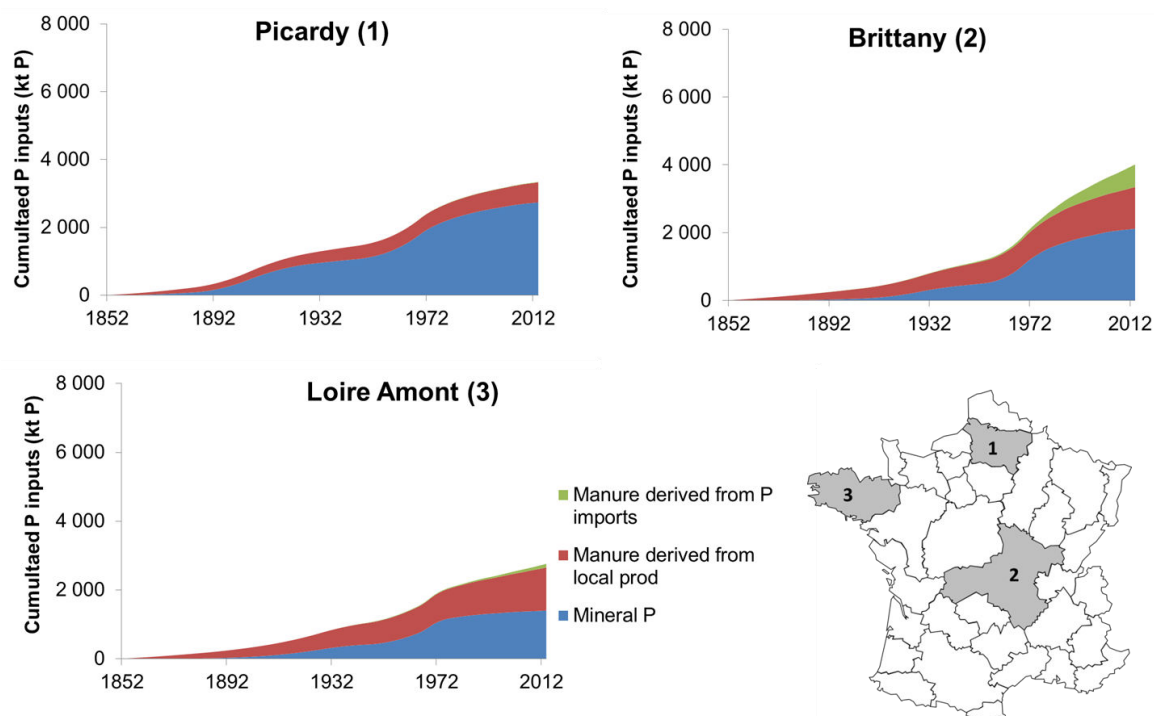 Picardy (1)
Cumultaed P inputs (kt P)
8 000
6 000
4 000
2 000
0
1852 1892 1932 1972 2012
Brittany (2)
Cumultaed P inputs (kt P)
8 000
6 000
4 000
2 000
0
1852 1892 1932 1972 2012
Loire Amont (3)
Cumultaed P inputs (kt P)
8 000
6 000
4 000
2 000
0
1852 1892 1932 1972 2012
Manure derived from P
imports
Manure derived from
local prod
Mineral P
1
3
2